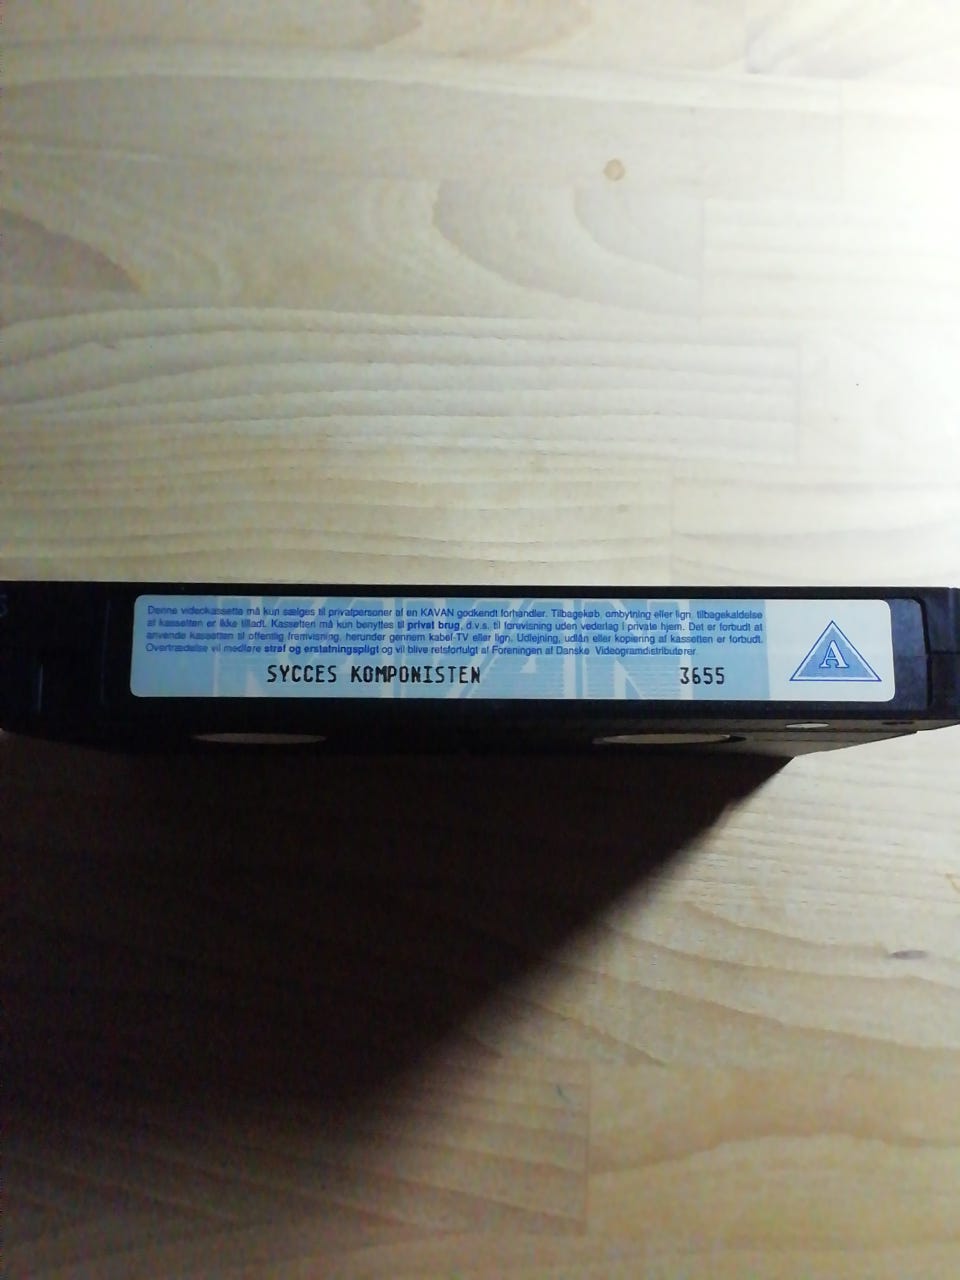 Denne videokassette må kun sælges til privatpersoner af en KAVAN godkendt forhandler. Tilbagekøb, ombytning eller lign. tilbagekaldelse
af kassetten er ikke tilladt. Kassetten må kun benyttes til privat brug, d.v.s. til forevisning uden vederlag i private hjem. Det er forbudt at
anvende kassetten til offentlig fremvisning, herunder gennem kabel-TV eller lign. Udlejning, udlån eller kopiering af kassetten er forbudt.
Overtrædelse vil medføre straf og erstatningspligt og vil blive retsforfulgt af Foreningen af Danske Videogramdistributører.
SYCCES KOMPONISTEN 3655
A
KAVAN